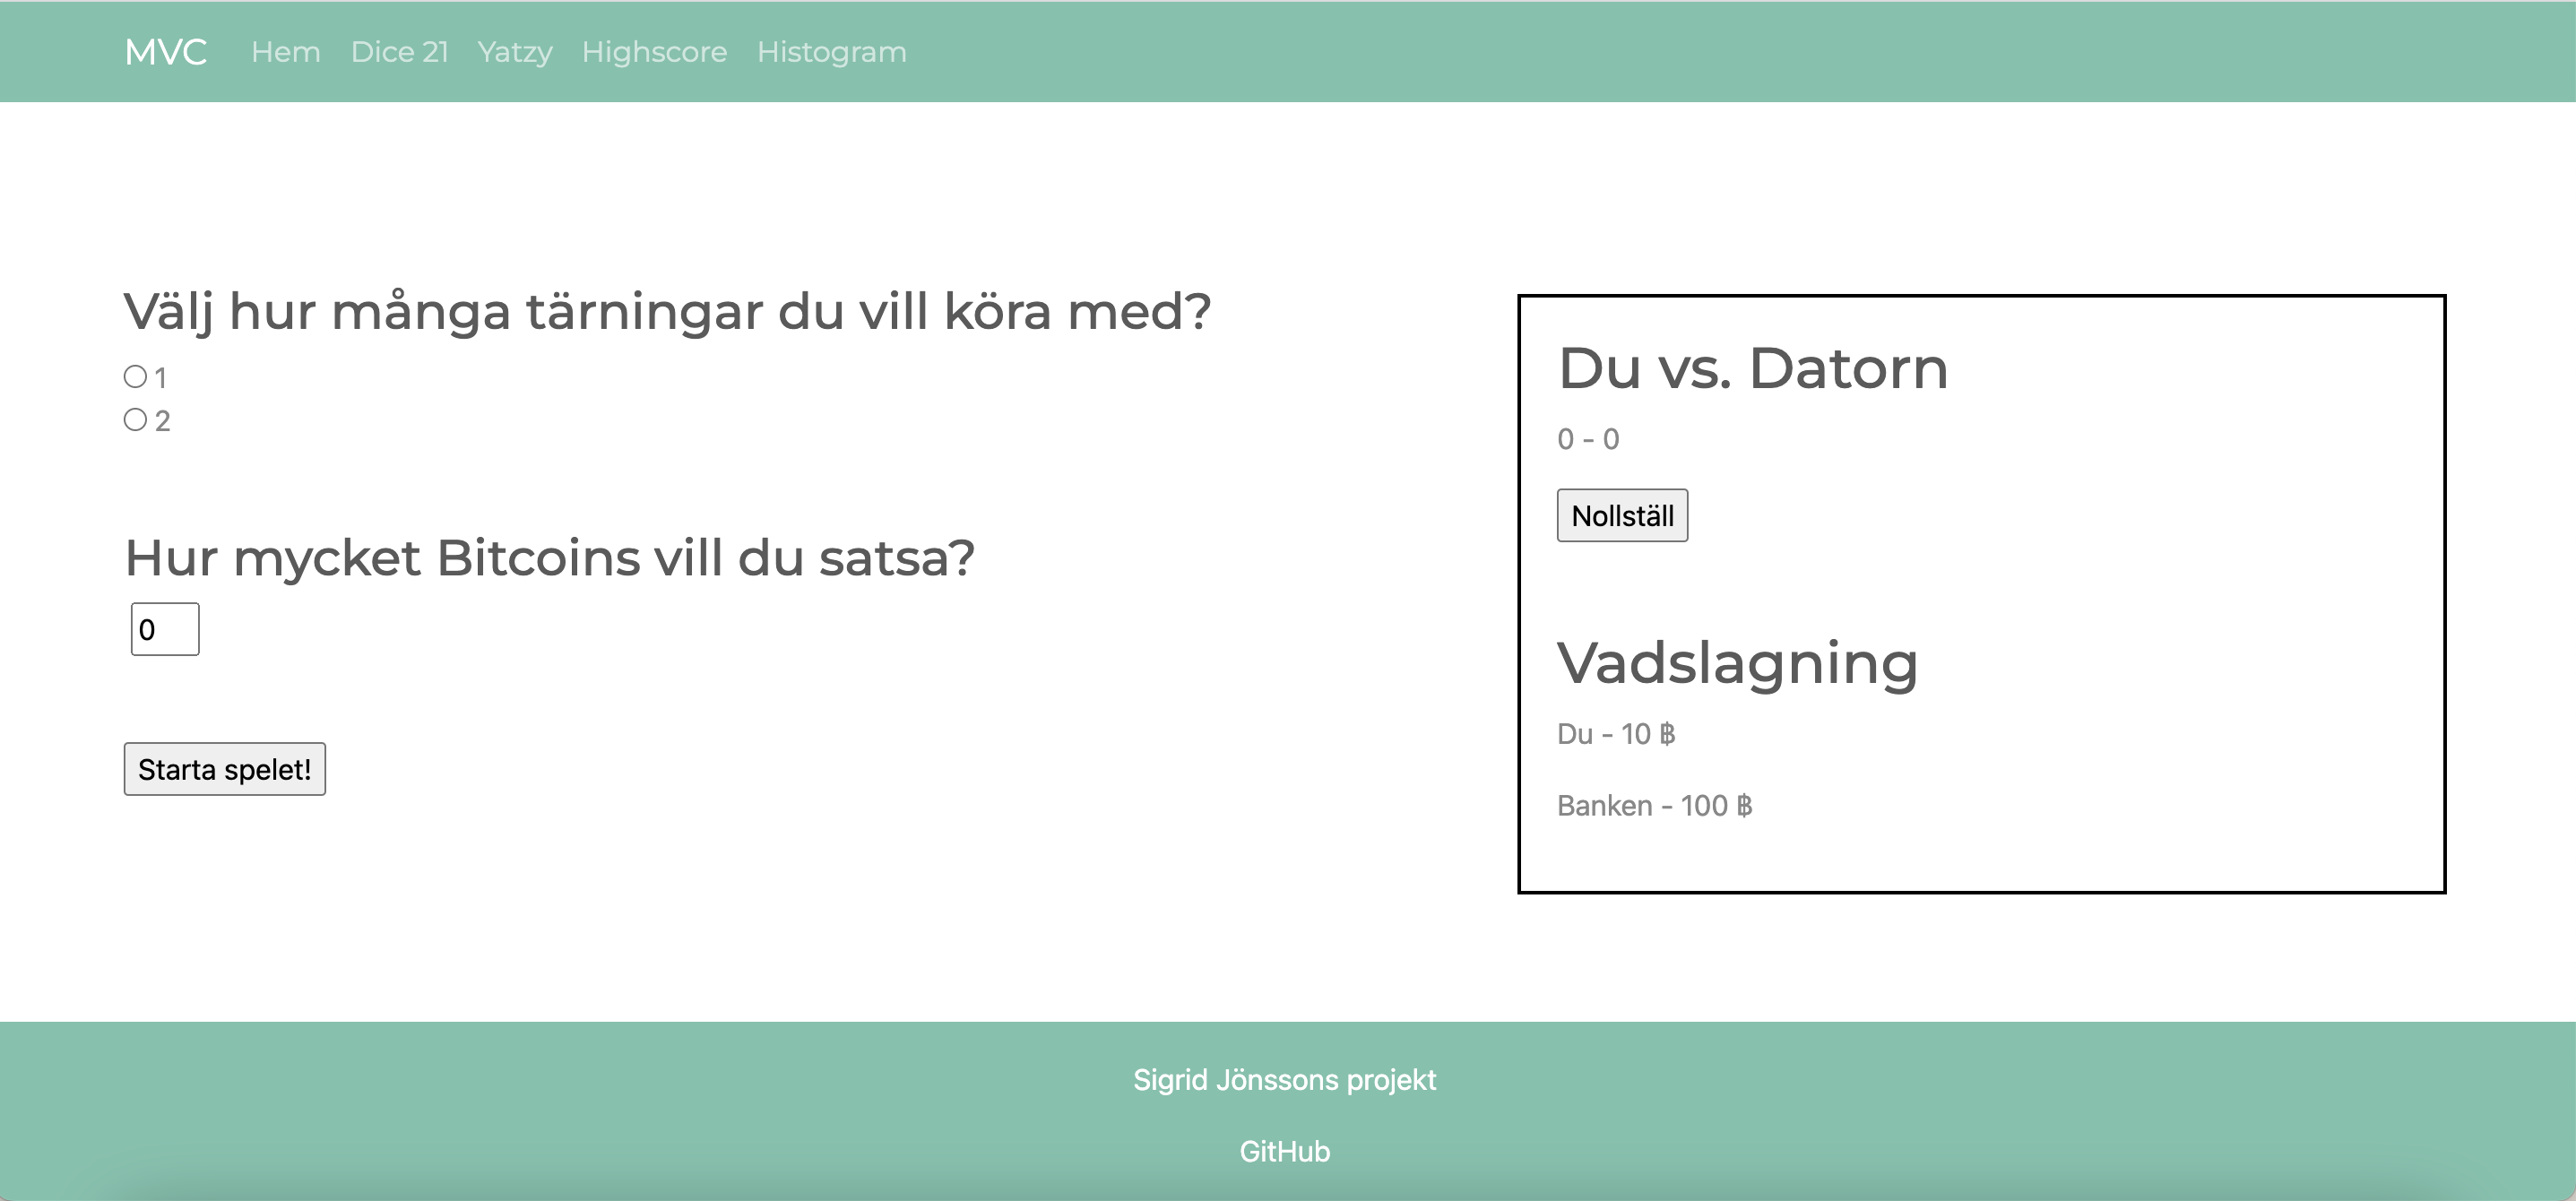 MVC Hem Dice 21 Yatzy Highscore Histogram
Välj hur många tärningar du vill köra med?
1
2
Hur mycket Bitcoins vill du satsa?
0
Starta spelet!
Du vs. Datorn
0 - 0
Nollställ
Vadslagning
Du - 10 ฿
Banken - 100 ฿
Sigrid Jönssons projekt
GitHub